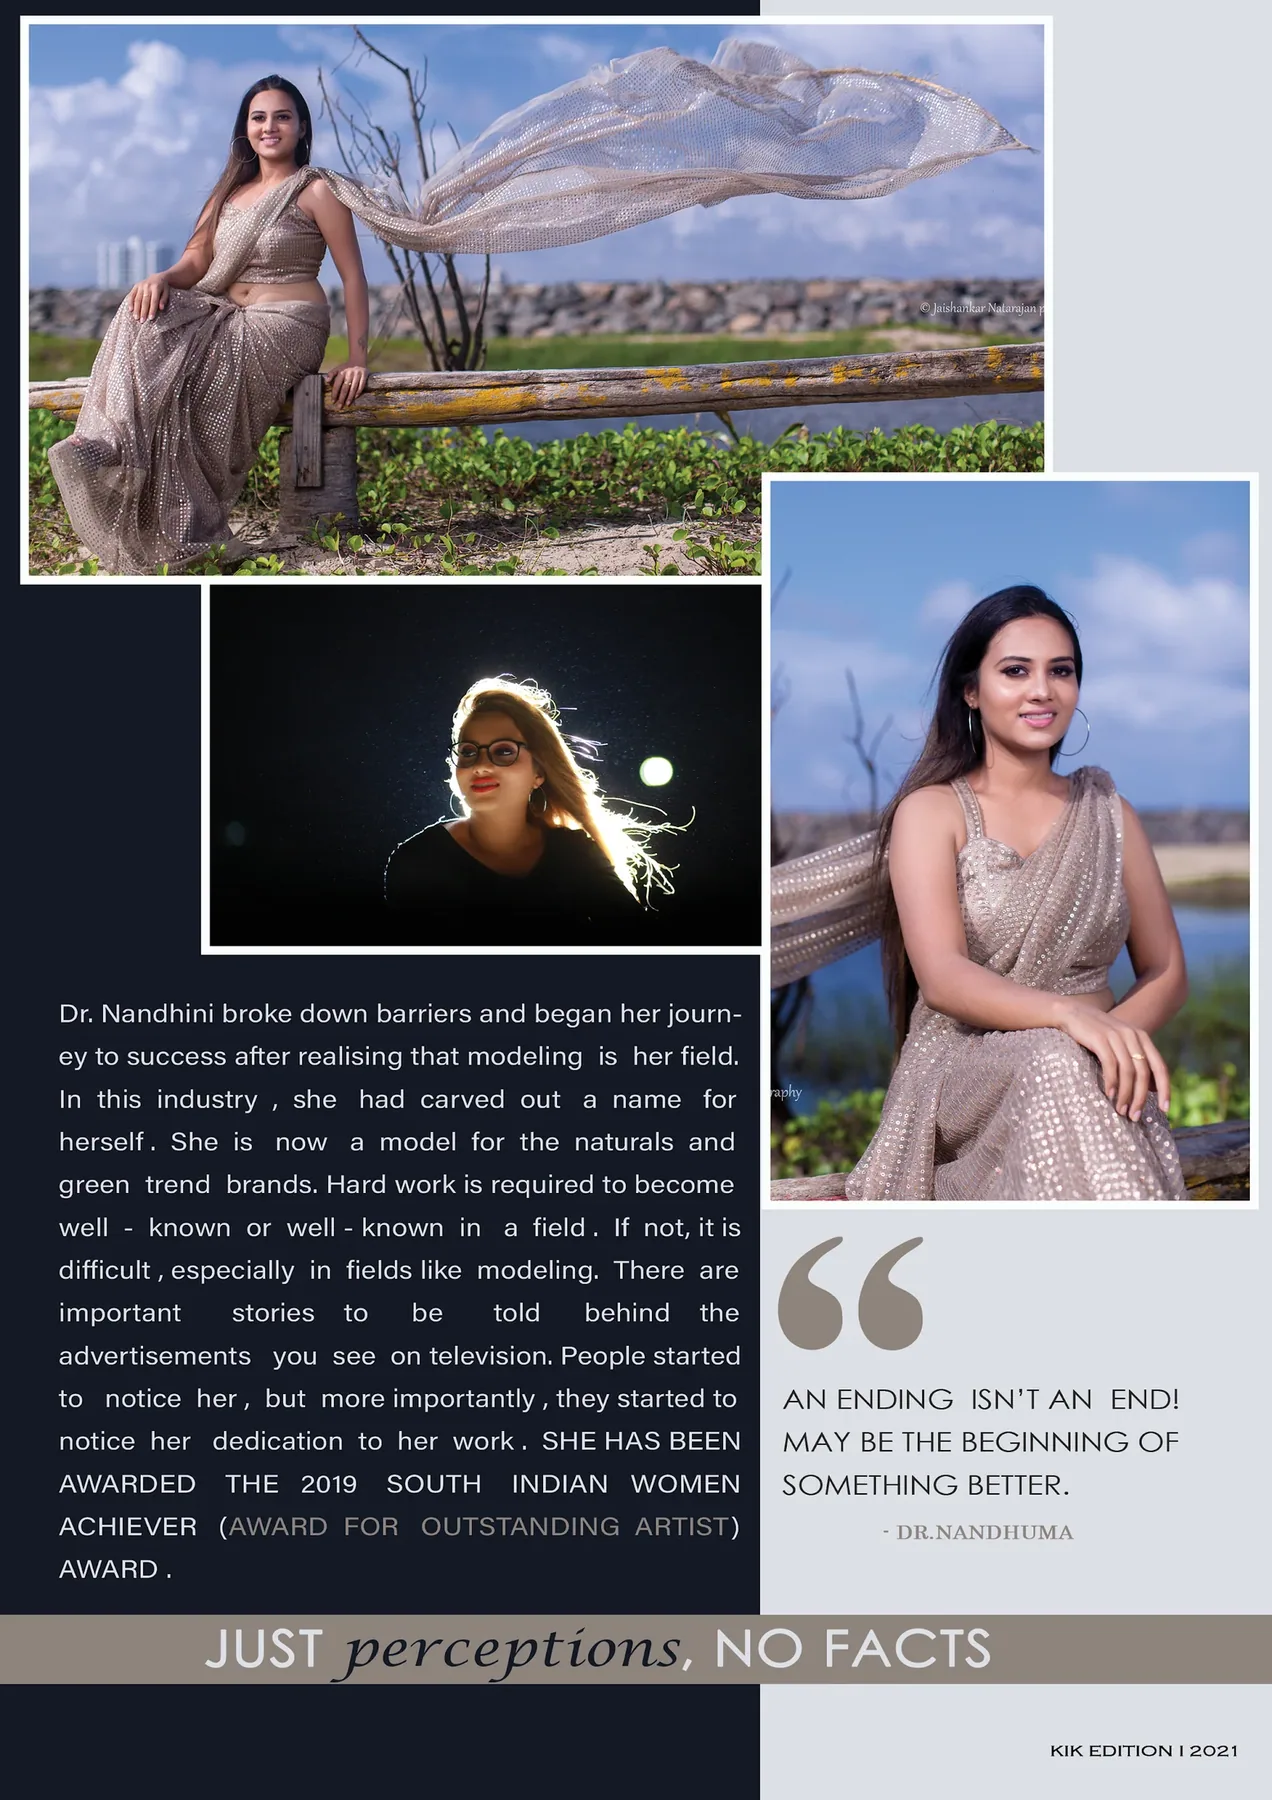 © Jaishankar Natarajan p
raphy
Dr. Nandhini broke down barriers and began her journ-
ey to success after realising that modeling is her field.
In this industry , she had carved out a name for
herself . She is now a model for the naturals and
green trend brands. Hard work is required to become
well - known or well - known in a field . If not, it is
difficult , especially in fields like modeling. There are
important stories to be told behind the
advertisements you see on television. People started
to notice her , but more importantly , they started to
notice her dedication to her work . SHE HAS BEEN
AWARDED THE 2019 SOUTH INDIAN WOMEN
ACHIEVER (AWARD FOR OUTSTANDING ARTIST)
AWARD .
“
AN ENDING ISN’T AN END!
MAY BE THE BEGINNING OF
SOMETHING BETTER.
- DR.NANDHUMA
JUST perceptions, NO FACTS
KIK EDITION I 2021